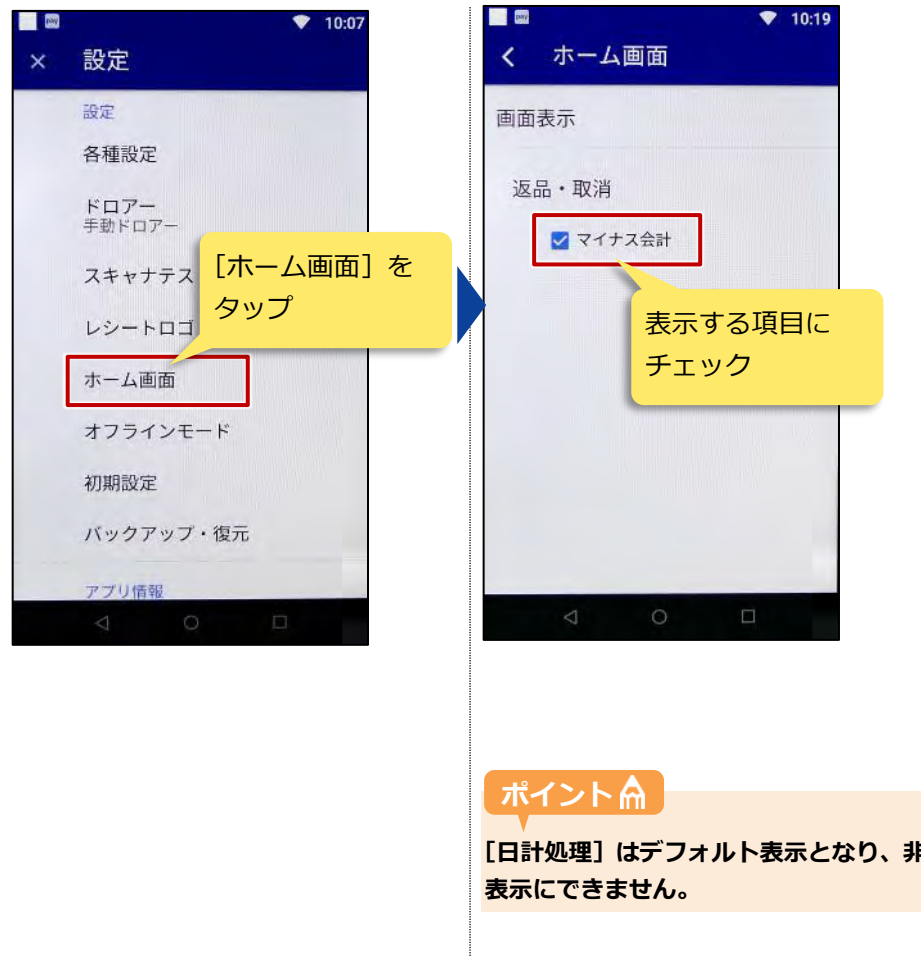 pay
10:07
× 設定
設定
各種設定
ドロアー
手動ドロアー
スキャナテス
レシートロゴ
ホーム画面
オフラインモード
初期設定
バックアップ・復元
アプリ情報
[ホーム画面] を
タップ
pay
10:19
ホーム画面
画面表示
返品・取消
マイナス会計
表示する項目に
チェック
ポイント
[日計処理] はデフォルト表示となり、非
表示にできません。